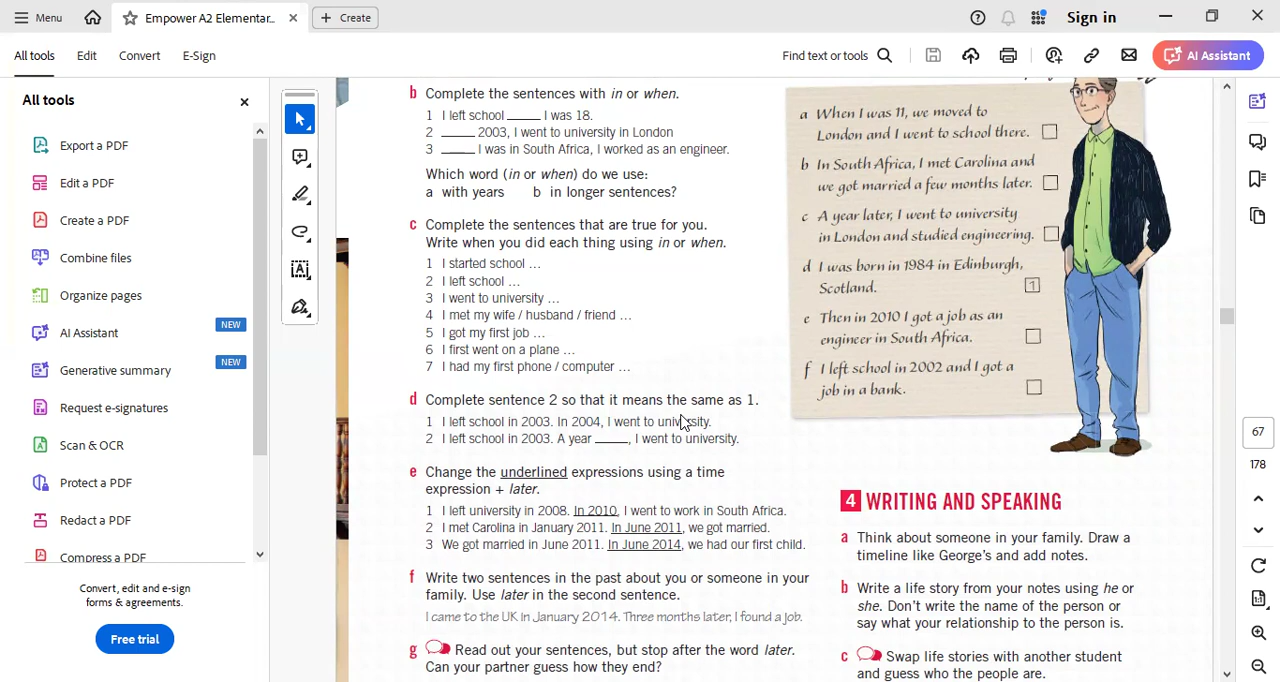 Menu
Empower A2 Elementar...
Create
Sign in
All tools
Edit
Convert
E-Sign
Find text or tools
AI Assistant
All tools
Export a PDF
Edit a PDF
Create a PDF
Combine files
Organize pages
AI Assistant
NEW
Generative summary
NEW
Request e-signatures
Scan & OCR
Protect a PDF
Redact a PDF
Compress a PDF
Convert, edit and e-sign
forms & agreements.
Free trial
b Complete the sentences with in or when.
1 I left school ____ I was 18.
2 ____ 2003, I went to university in London
3 ____ I was in South Africa, I worked as an engineer.
Which word (in or when) do we use:
a with years b in longer sentences?
c Complete the sentences that are true for you.
Write when you did each thing using in or when.
1 I started school ...
2 I left school ...
3 I went to university ...
4 I met my wife / husband / friend ...
5 I got my first job ...
6 I first went on a plane ...
7 I had my first phone / computer ...
d Complete sentence 2 so that it means the same as 1.
1 I left school in 2003. In 2004, I went to university.
2 I left school in 2003. A year ____, I went to university.
e Change the underlined expressions using a time
expression + later.
1 I left university in 2008. In 2010, I went to work in South Africa.
2 I met Carolina in January 2011. In June 2011, we got married.
3 We got married in June 2011. In June 2014, we had our first child.
f Write two sentences in the past about you or someone in your
family. Use later in the second sentence.
I came to the UK in January 2014. Three months later, I found a job.
g Read out your sentences, but stop after the word later.
Can your partner guess how they end?
a When I was 11, we moved to
London and I went to school there.
b In South Africa, I met Carolina and
we got married a few months later.
c A year later, I went to university
in London and studied engineering.
d I was born in 1984 in Edinburgh,
Scotland. 1
e Then in 2010 I got a job as an
engineer in South Africa.
f I left school in 2002 and I got a
job in a bank.
4 WRITING AND SPEAKING
a Think about someone in your family. Draw a
timeline like George's and add notes.
b Write a life story from your notes using he or
she. Don't write the name of the person or
say what your relationship to the person is.
c Swap life stories with another student
and guess who the people are.
67
178